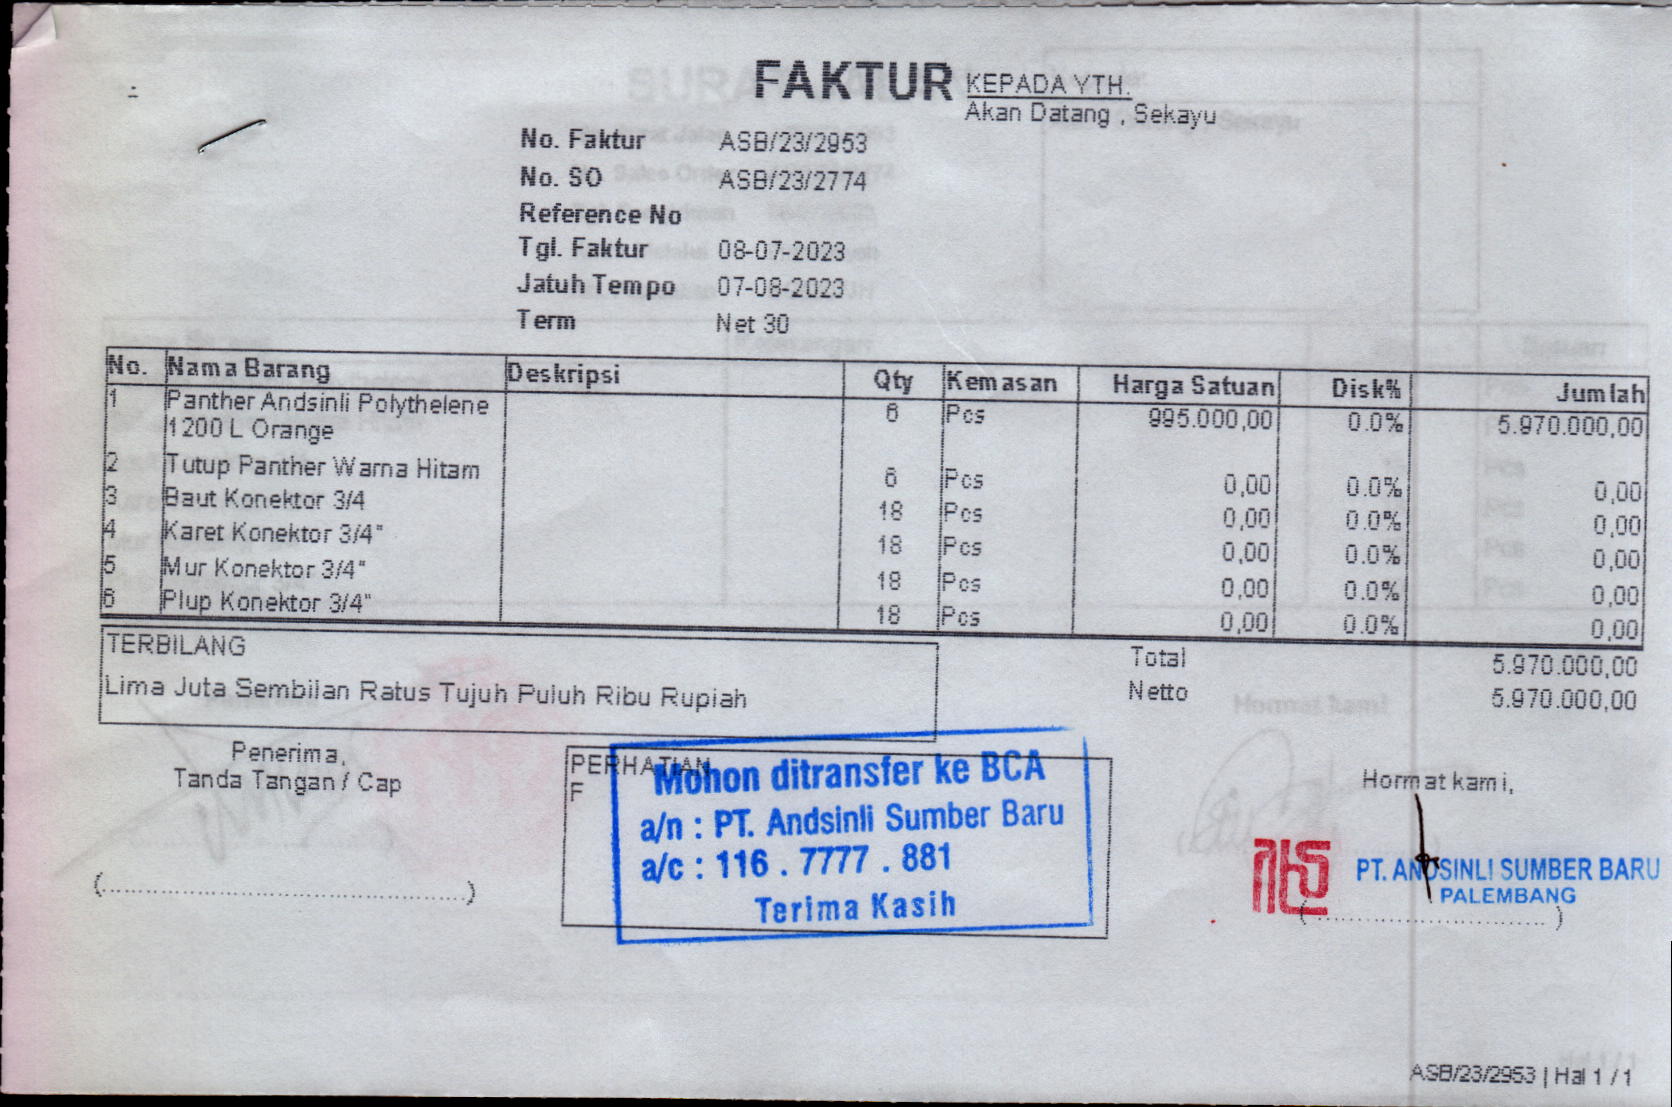 FAKTUR
KEPADA YTH.
Akan Datang , Sekayu
No. Faktur ASB/23/2953
No. SO ASB/23/2774
Reference No
Tgl. Faktur 08-07-2023
Jatuh Tempo 07-08-2023
Term Net 30
No. Nama Barang Deskripsi Qty Kemasan Harga Satuan Disk% Jumlah
1 Panther Andsinli Polythelene 6 Pcs 995.000,00 0.0% 5.970.000,00
1200 L Orange
2 Tutup Panther Warna Hitam 6 Pcs 0,00 0.0% 0,00
3 Baut Konektor 3/4 18 Pcs 0,00 0.0% 0,00
4 Karet Konektor 3/4" 18 Pcs 0,00 0.0% 0,00
5 Mur Konektor 3/4" 18 Pcs 0,00 0.0% 0,00
6 Plup Konektor 3/4" 18 Pcs 0,00 0.0% 0,00
TERBILANG
Lima Juta Sembilan Ratus Tujuh Puluh Ribu Rupiah
Total 5.970.000,00
Netto 5.970.000,00
Penerima,
Tanda Tangan / Cap
(.............................................)
PERHATIAN
F
Mohon ditransfer ke BCA
a/n : PT. Andsinli Sumber Baru
a/c : 116 . 7777 . 881
Terima Kasih
Hormat kami,
PT. ANDSINLI SUMBER BARU
PALEMBANG
(................................)
ASB/23/2953 | Hal 1 / 1